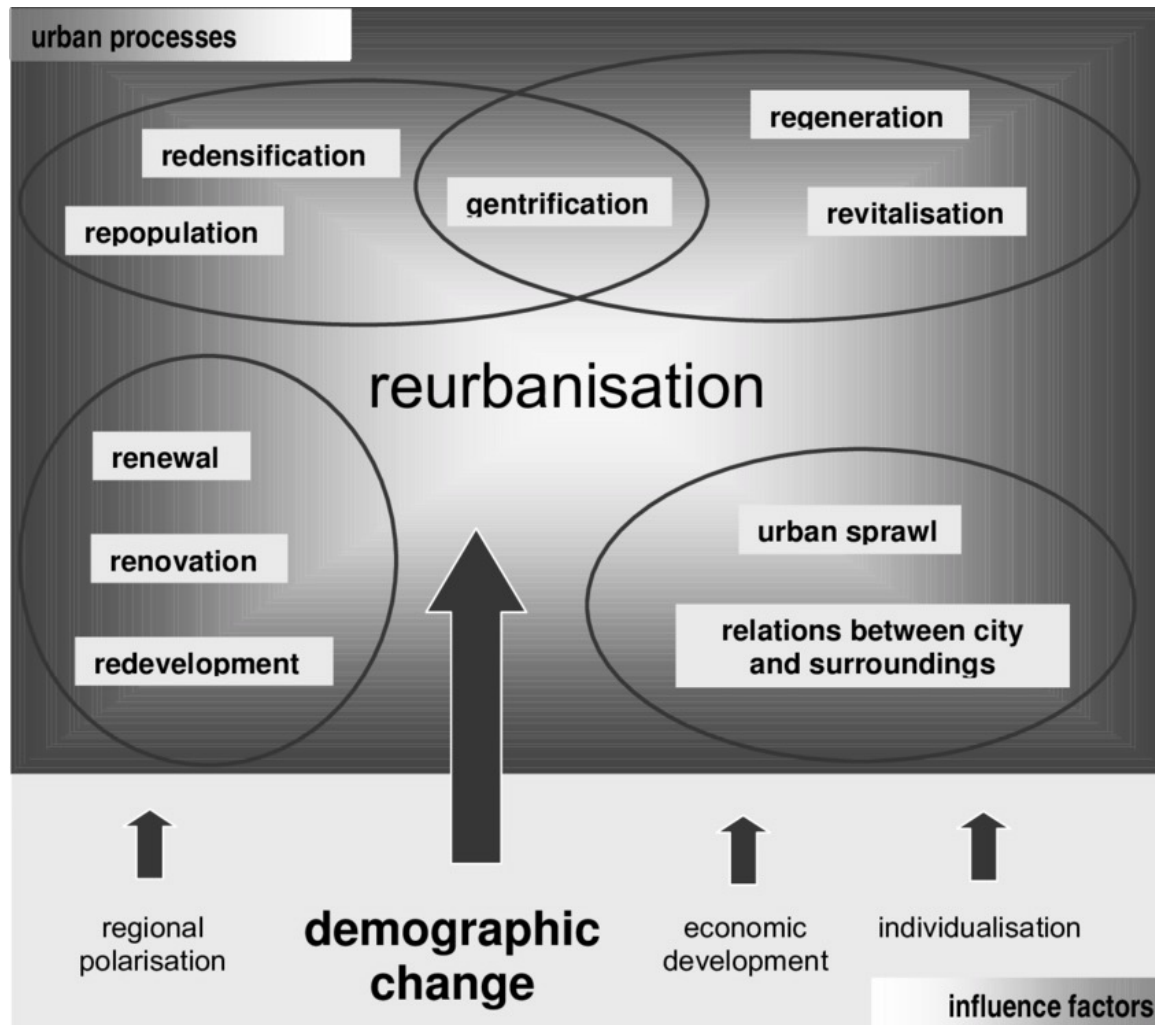 urban processes
regeneration
redensification
gentrification
revitalisation
repopulation
reurbanisation
renewal
urban sprawl
renovation
relations between city
and surroundings
redevelopment
regional
polarisation
demographic
change
economic
development
individualisation
influence factors